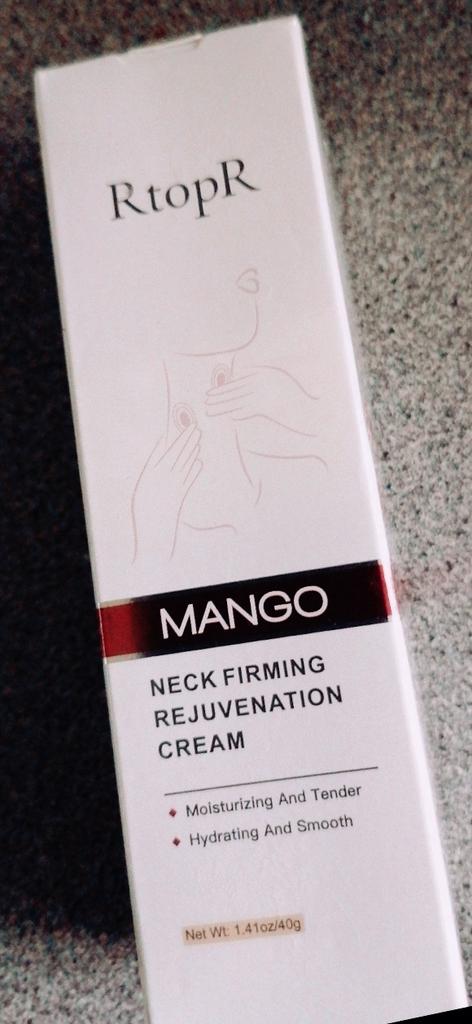 RtopR
MANGO
NECK FIRMING
REJUVENATION
CREAM
Moisturizing And Tender
Hydrating And Smooth
Net Wt: 1.41oz/40g